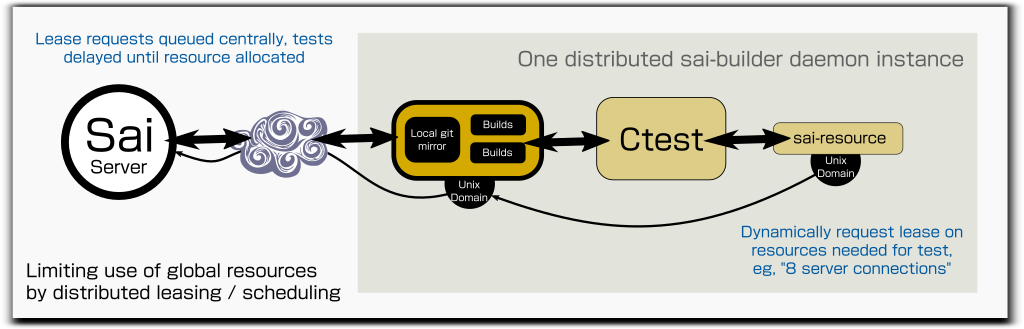 Lease requests queued centrally, tests
delayed until resource allocated
One distributed sai-builder daemon instance
Sai
Server
Local git
mirror
Builds
Builds
Unix
Domain
Ctest
sai-resource
Unix
Domain
Dynamically request lease on
resources needed for test,
eg, "8 server connections"
Limiting use of global resources
by distributed leasing / scheduling